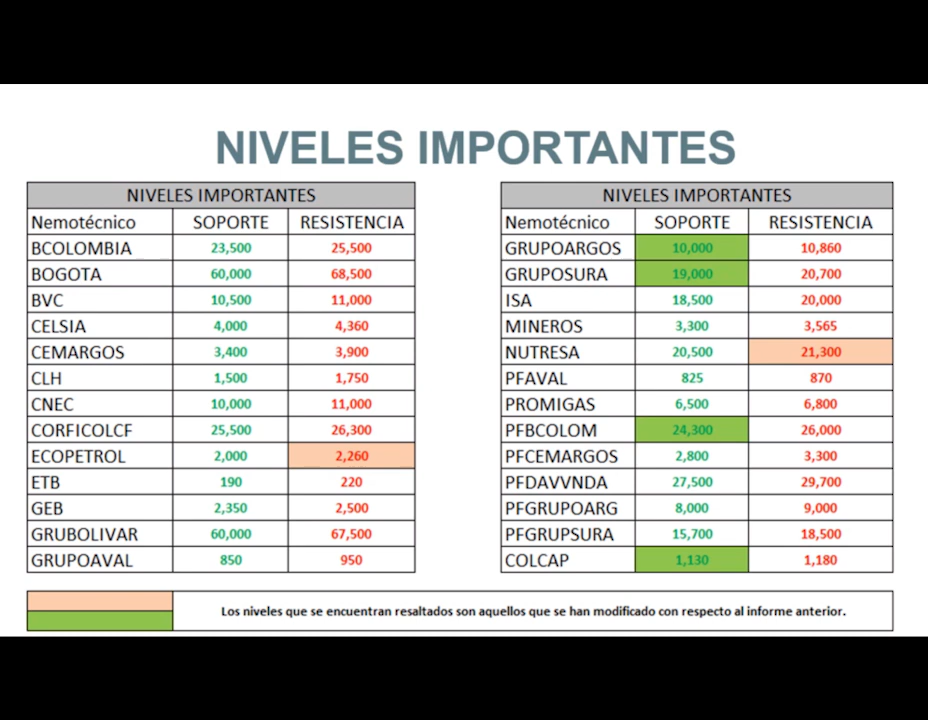 NIVELES IMPORTANTES
NIVELES IMPORTANTES
Nemotécnico SOPORTE RESISTENCIA
BCOLOMBIA 23,500 25,500
BOGOTA 60,000 68,500
BVC 10,500 11,000
CELSIA 4,000 4,360
CEMARGOS 3,400 3,900
CLH 1,500 1,750
CNEC 10,000 11,000
CORFICOLCF 25,500 26,300
ECOPETROL 2,000 2,260
ETB 190 220
GEB 2,350 2,500
GRUBOLIVAR 60,000 67,500
GRUPOAVAL 850 950
NIVELES IMPORTANTES
Nemotécnico SOPORTE RESISTENCIA
GRUPOARGOS 10,000 10,860
GRUPOSURA 19,000 20,700
ISA 18,500 20,000
MINEROS 3,300 3,565
NUTRESA 20,500 21,300
PFAVAL 825 870
PROMIGAS 6,500 6,800
PFBCOLOM 24,300 26,000
PFCEMARGOS 2,800 3,300
PFDAVVNDA 27,500 29,700
PFGRUPOARG 8,000 9,000
PFGRUPSURA 15,700 18,500
COLCAP 1,130 1,180
Los niveles que se encuentran resaltados son aquellos que se han modificado con respecto al informe anterior.